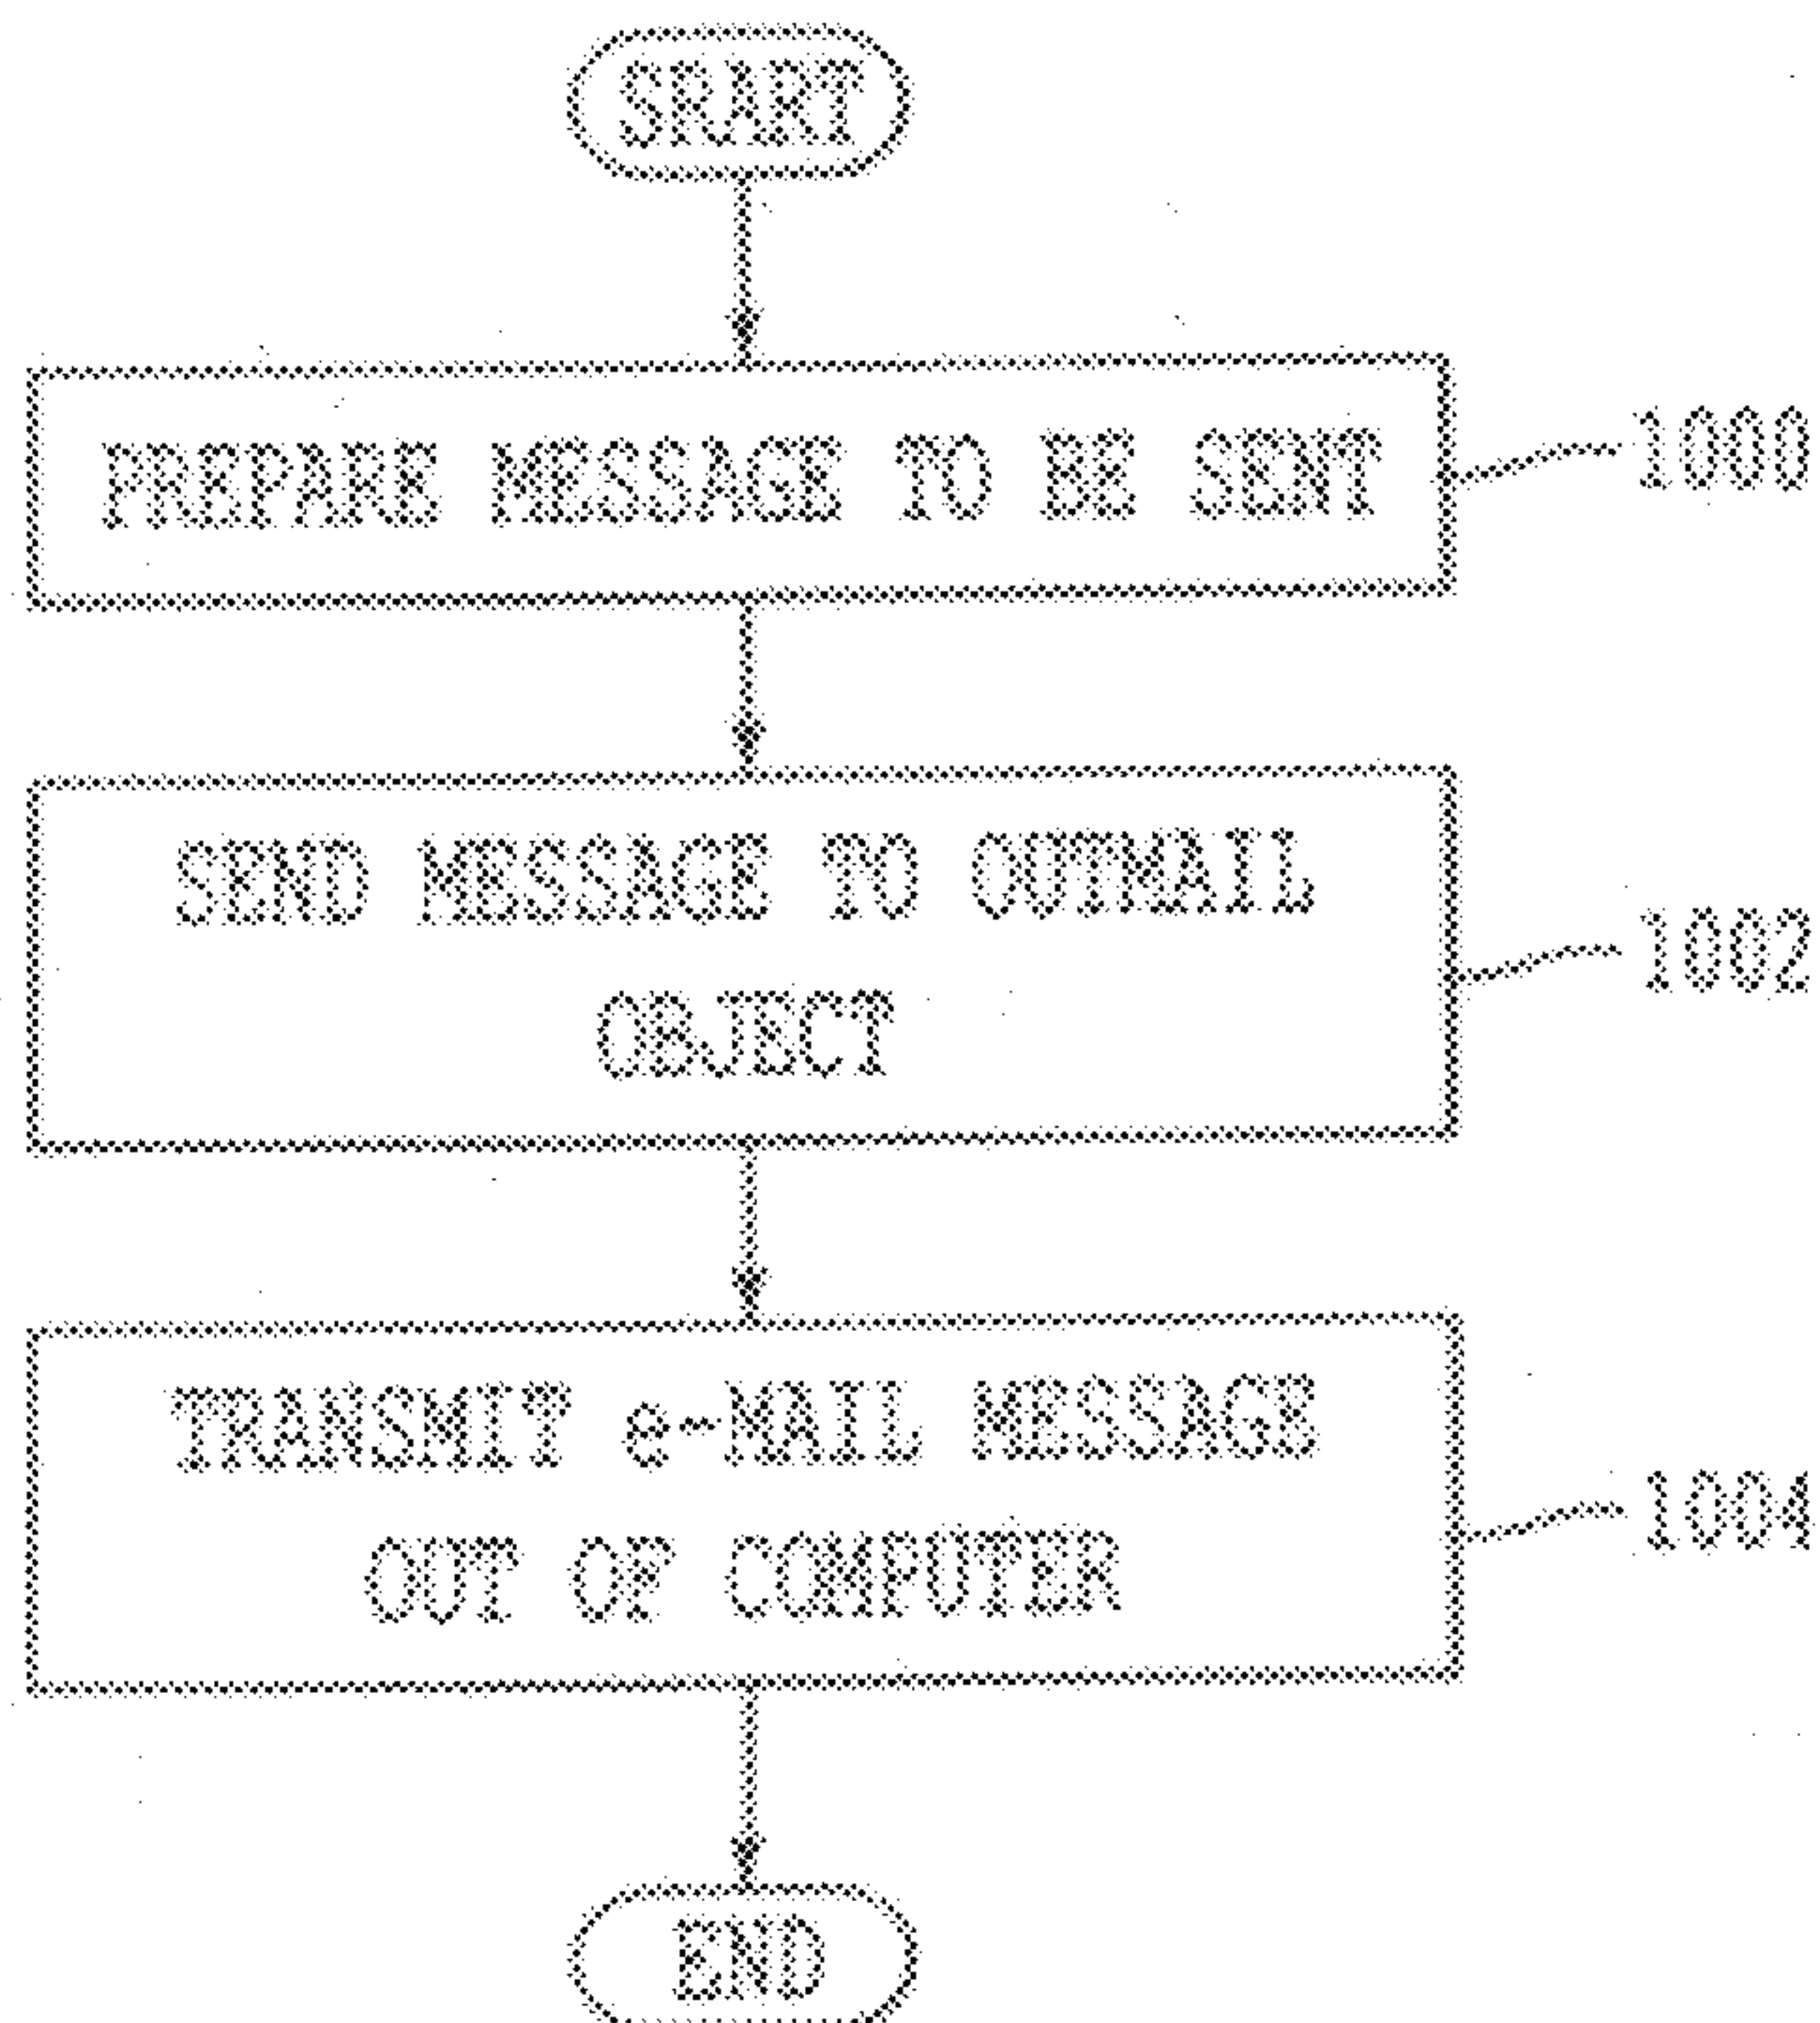 SRART
PREPARE MESSAGE TO BE SENT
1000
SEND MESSAGE TO OUTMAIL
OBJECT
1002
TRANSMIT e-MAIL MESSAGE
OUT OF COMPUTER
1004
END